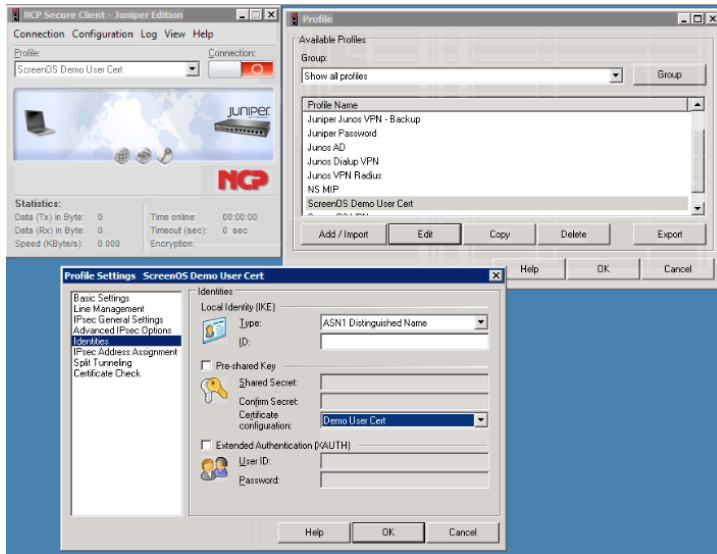 NCP Secure Client - Juniper Edition
Connection Configuration Log View Help
Profile:
Connection:
ScreenOS Demo User Cert
JUNIPER
NCP
Statistics:
Data (Tx) in Byte: 0 Time online: 00:00:00
Data (Rx) in Byte: 0 Timeout (sec): 0 sec
Speed (KByte/s): 0.000 Encryption:
Profile
Available Profiles
Group:
Show all profiles
Group
Profile Name
Juniper Junos VPN - Backup
Juniper Password
Junos AD
Junos Dialup VPN
Junos VPN Radius
NS MIP
ScreenOS Demo User Cert
Add / Import Edit Copy Delete Export
Help OK Cancel
Profile Settings ScreenOS Demo User Cert
Basic Settings
Line Management
IPsec General Settings
Advanced IPsec Options
Identities
IPsec Address Assignment
Split Tunneling
Certificate Check
Identities
Local Identity (IKE)
Type: ASN1 Distinguished Name
ID:
Pre-shared Key
Shared Secret:
Confirm Secret:
Certificate
configuration: Demo User Cert
Extended Authentication (XAUTH)
User ID:
Password:
Help OK Cancel